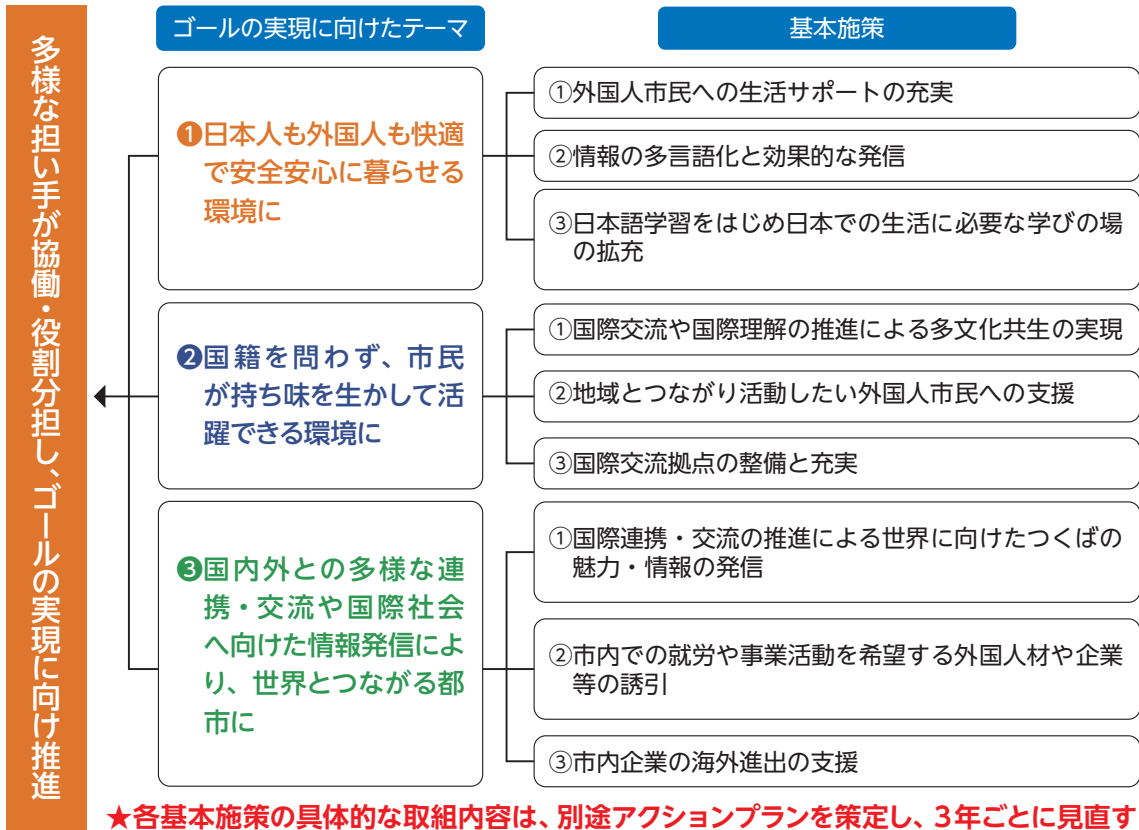 多様な担い手が協働・役割分担し、ゴールの実現に向け推進
ゴールの実現に向けたテーマ
基本施策
❶日本人も外国人も快適
で安全安心に暮らせる
環境に
①外国人市民への生活サポートの充実
②情報の多言語化と効果的な発信
③日本語学習をはじめ日本での生活に必要な学びの場
の拡充
❷国籍を問わず、市民
が持ち味を生かして活
躍できる環境に
①国際交流や国際理解の推進による多文化共生の実現
②地域とつながり活動したい外国人市民への支援
③国際交流拠点の整備と充実
❸国内外との多様な連
携・交流や国際社会
へ向けた情報発信によ
り、世界とつながる都
市に
①国際連携・交流の推進による世界に向けたつくばの
魅力・情報の発信
②市内での就労や事業活動を希望する外国人材や企業
等の誘引
③市内企業の海外進出の支援
★各基本施策の具体的な取組内容は、別途アクションプランを策定し、3年ごとに見直す